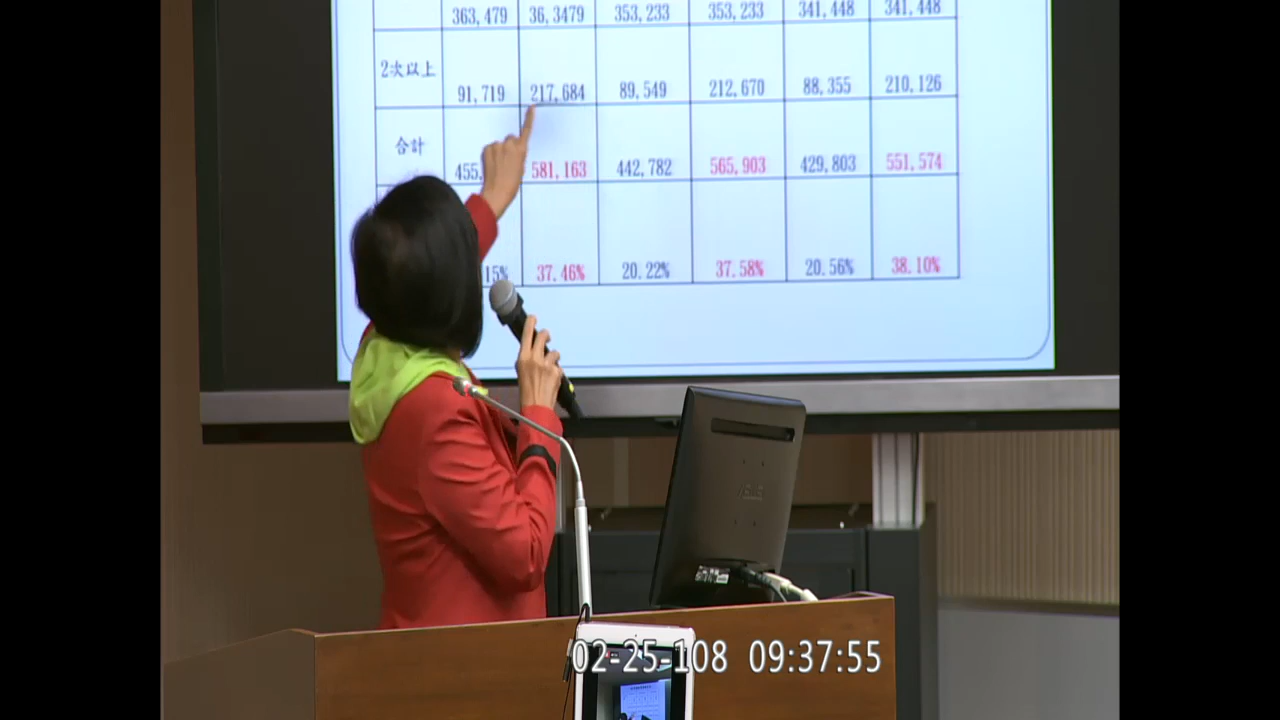 363,479 36,3479 353,233 353,233 341,448 341,448
2次以上
91,719 217,684 89,549 212,670 88,355 210,126
合計
455, 581,163 442,782 565,903 429,803 551,574
15% 37.46% 20.22% 37.58% 20.56% 38.10%
02-25-108 09:37:55